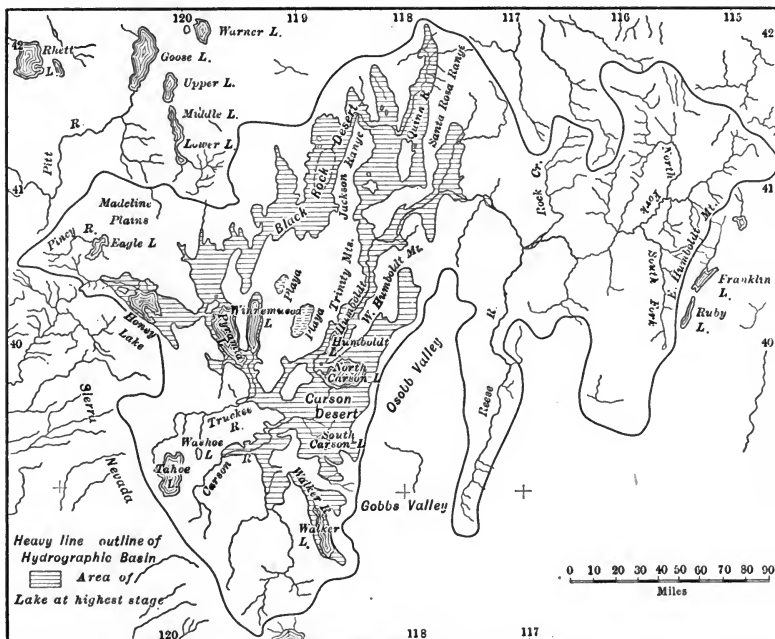 120 119 118 117 116 115
42
42
Warner L.
Rhett
L
Goose L.
Upper L.
Middle L.
Lower L.
Pitt
R.
Black Rock Desert
Jackson Range
Quinn R.
Santa Rosa Range
Rock Cr.
North
Fork
41
41
Madeline
Plains
Piney
R.
Eagle L
Honey
Lake
Pyramid
L
Winnemucca
L
Playa
Playa
Trinity Mts.
Humboldt
W. Humboldt Mt.
E. Humboldt Mt.
South Fork
Franklin
L.
Ruby
L.
40
40
Humboldt
North
Carson L
Carson
Desert
South
Carson L
Osobb Valley
Reese
R.
Truckee
R.
Washoe
L
Tahoe
L
Carson
R
Sierra
Nevada
Walker R.
Walker
L.
Gobbs Valley
Heavy line outline of
Hydrographic Basin
Area of
Lake at highest stage
0 10 20 30 40 50 60 70 80 90
Miles
120 118 117